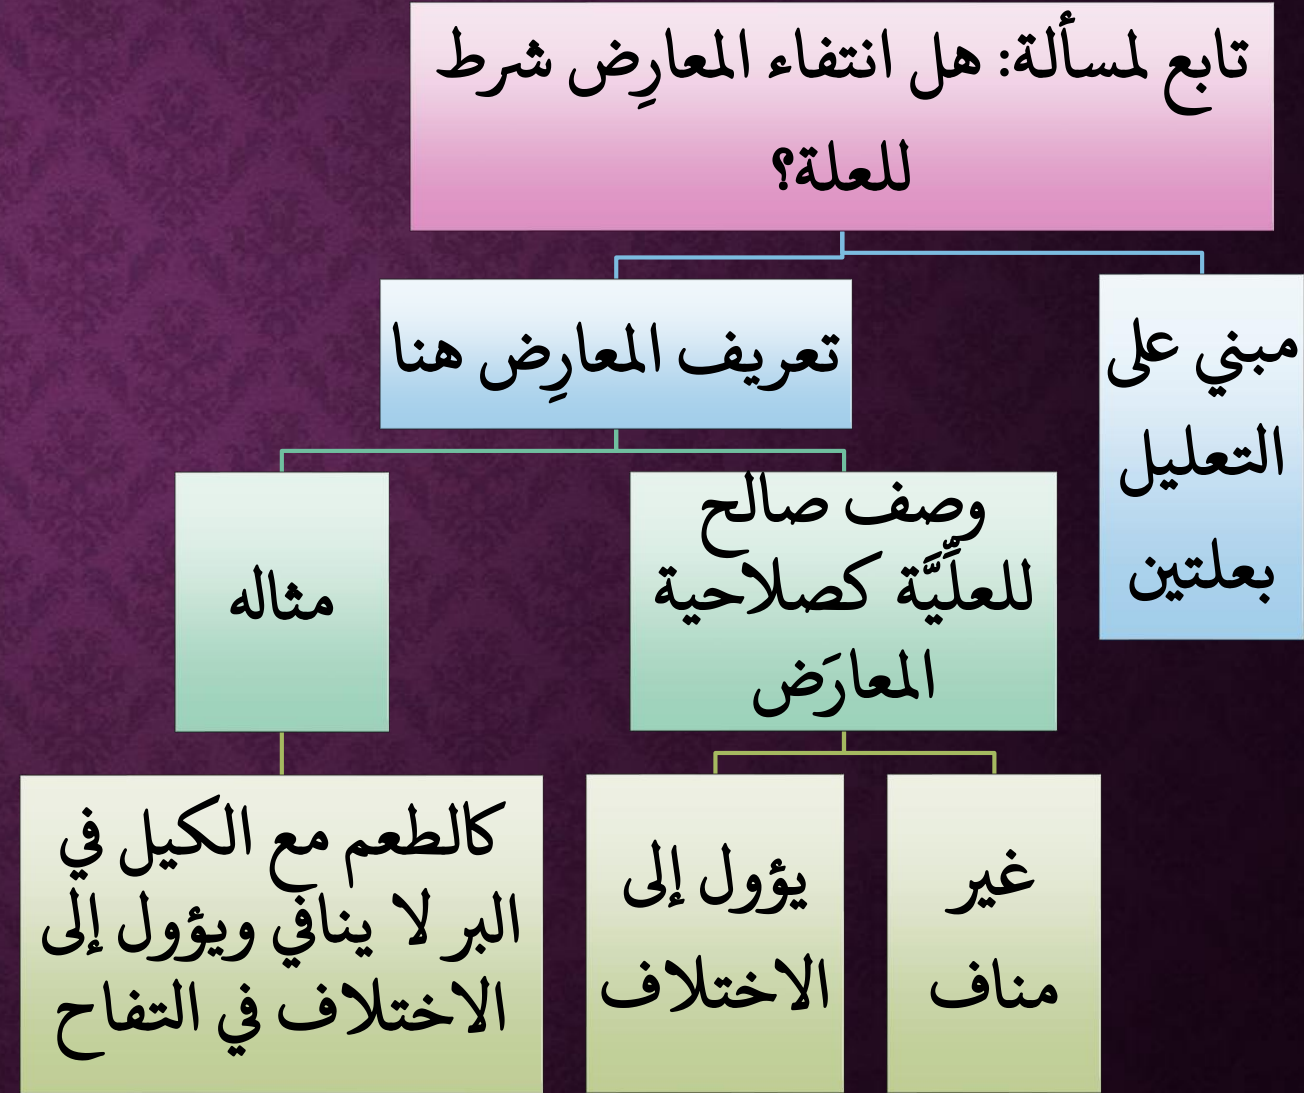 تابع لمسألة: هل انتفاء المعارِض شرط
للعلة؟
مبني على
التعليل
بعلتين
تعريف المعارِض هنا
وصف صالح
للعلِّيَّة كصلاحية
المعارَض
مثاله
غير
مناف
يؤول إلى
الاختلاف
كالطعم مع الكيل في
البر لا ينافي ويؤول إلى
الاختلاف في التفاح